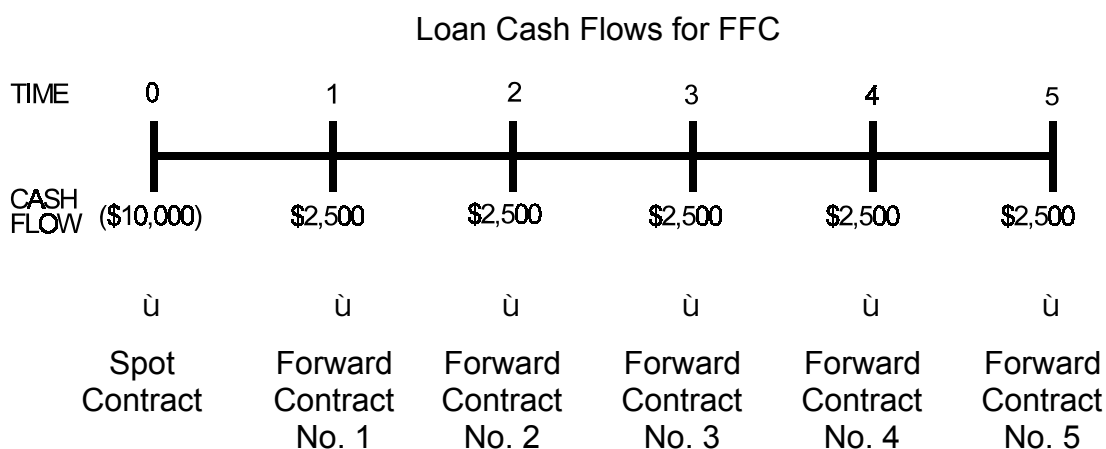 Loan Cash Flows for FFC
TIME 0 1 2 3 4 5
CASH
FLOW ($10,000) $2,500 $2,500 $2,500 $2,500 $2,500
ù ù ù ù ù ù
Spot Forward Forward Forward Forward Forward
Contract Contract Contract Contract Contract Contract
No. 1 No. 2 No. 3 No. 4 No. 5